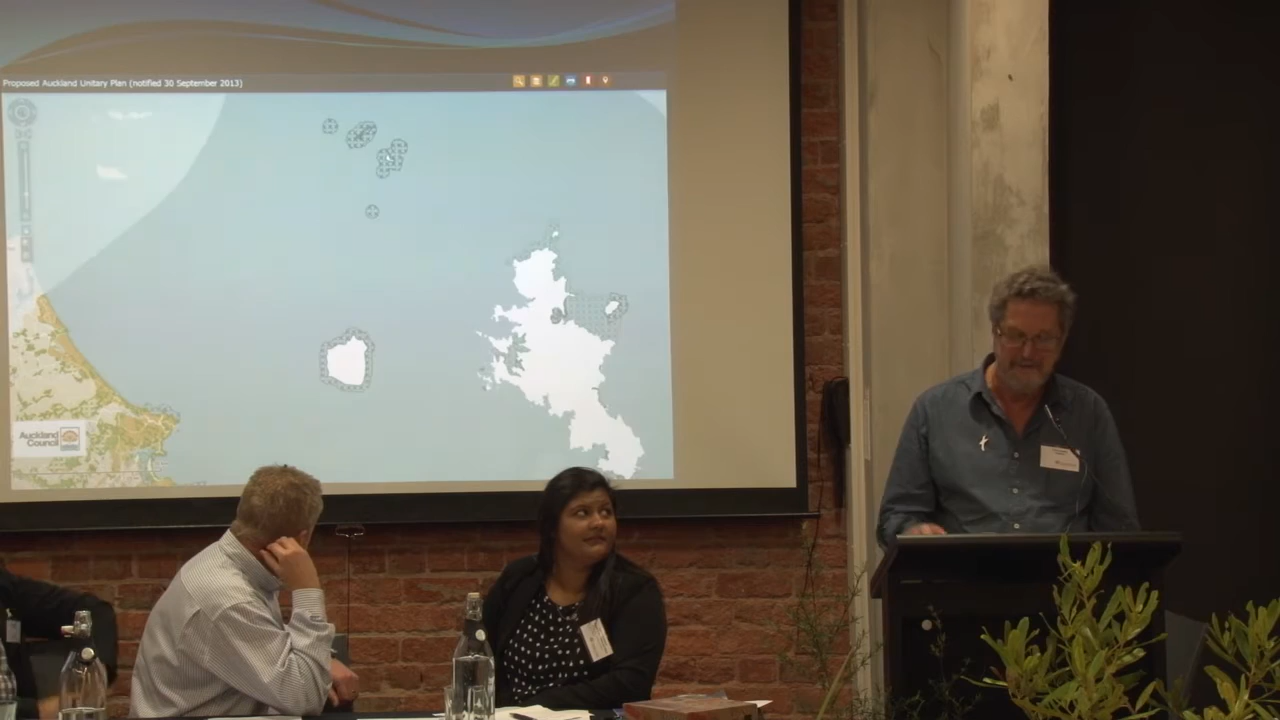 Proposed Auckland Unitary Plan (notified 30 September 2013)
Auckland
Council